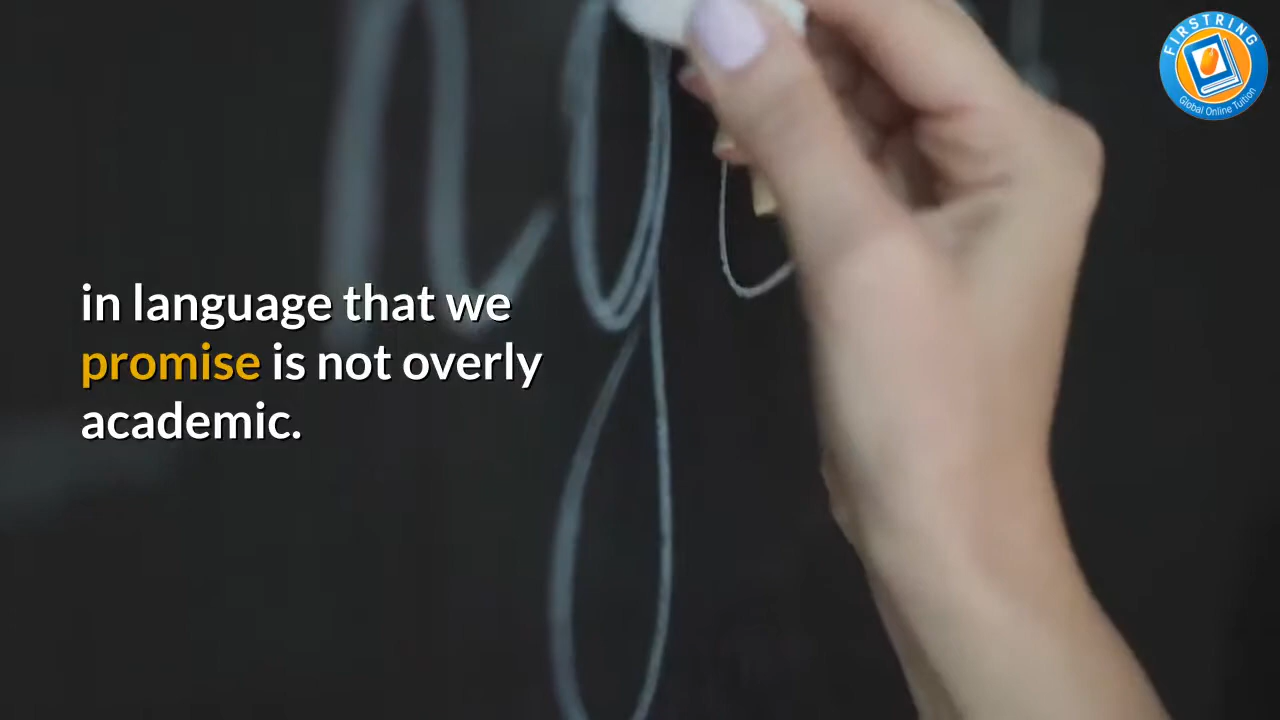 FIRSTRING
Global Online Tuition
in language that we
promise is not overly
academic.